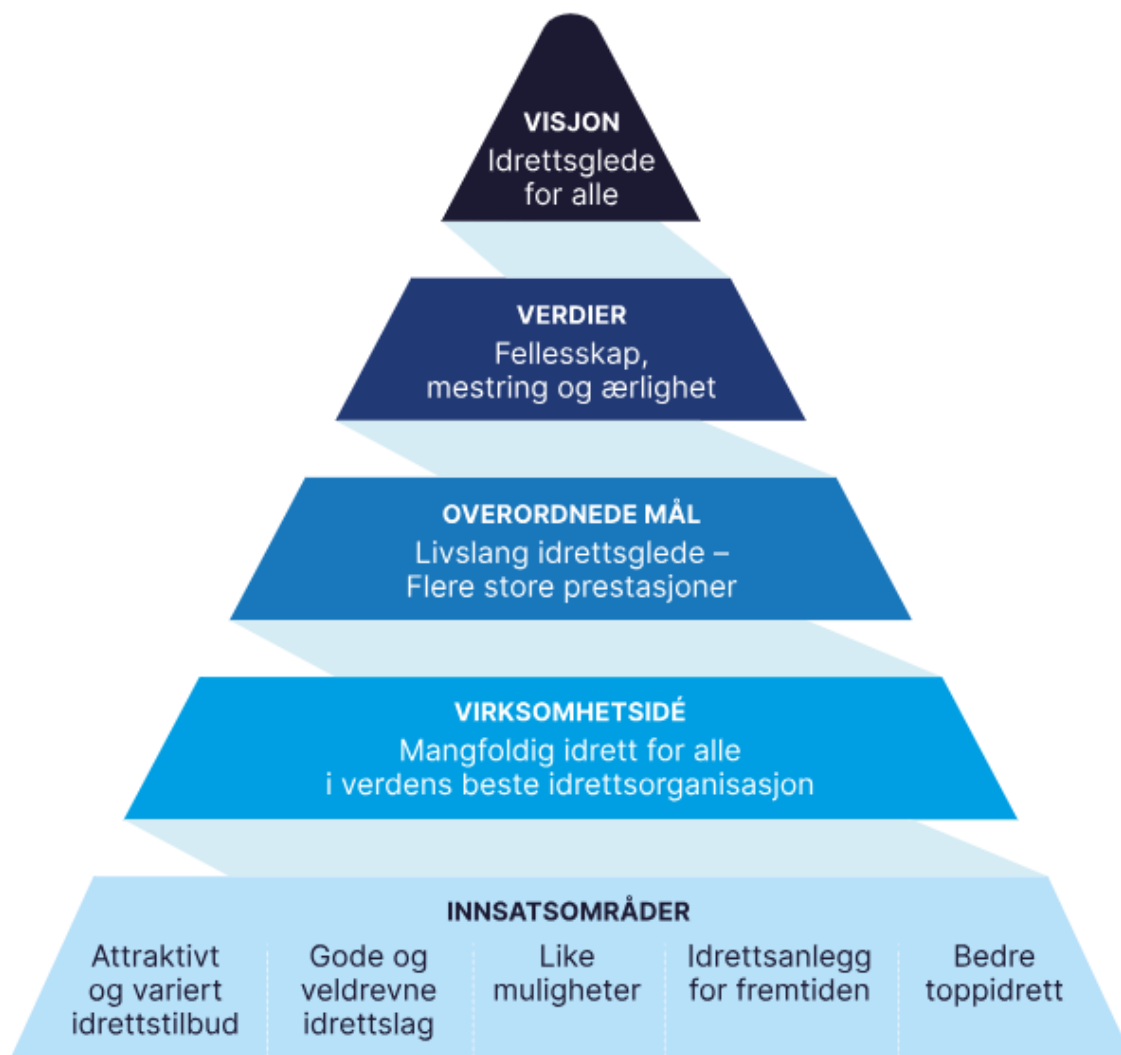 VISJON
Idrettsglede
for alle
VERDIER
Fellesskap,
mestring og ærlighet
OVERORDNEDE MÅL
Livslang idrettsglede –
Flere store prestasjoner
VIRKSOMHETSIDÉ
Mangfoldig idrett for alle
i verdens beste idrettsorganisasjon
INNSATSOMRÅDER
Attraktivt
og variert
idrettstilbud
Gode og
veldrevne
idrettslag
Like
muligheter
Idrettsanlegg
for fremtiden
Bedre
toppidrett